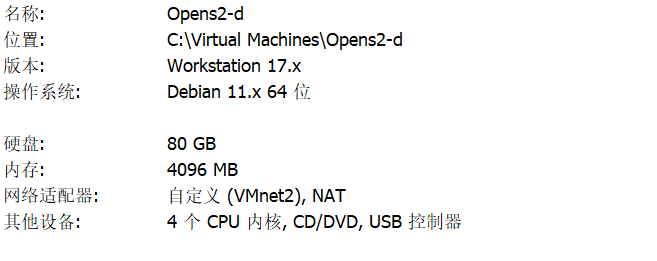 名称: Opens2-d
位置: C:\Virtual Machines\Opens2-d
版本: Workstation 17.x
操作系统: Debian 11.x 64 位
硬盘: 80 GB
内存: 4096 MB
网络适配器: 自定义 (VMnet2), NAT
其他设备: 4 个 CPU 内核, CD/DVD, USB 控制器